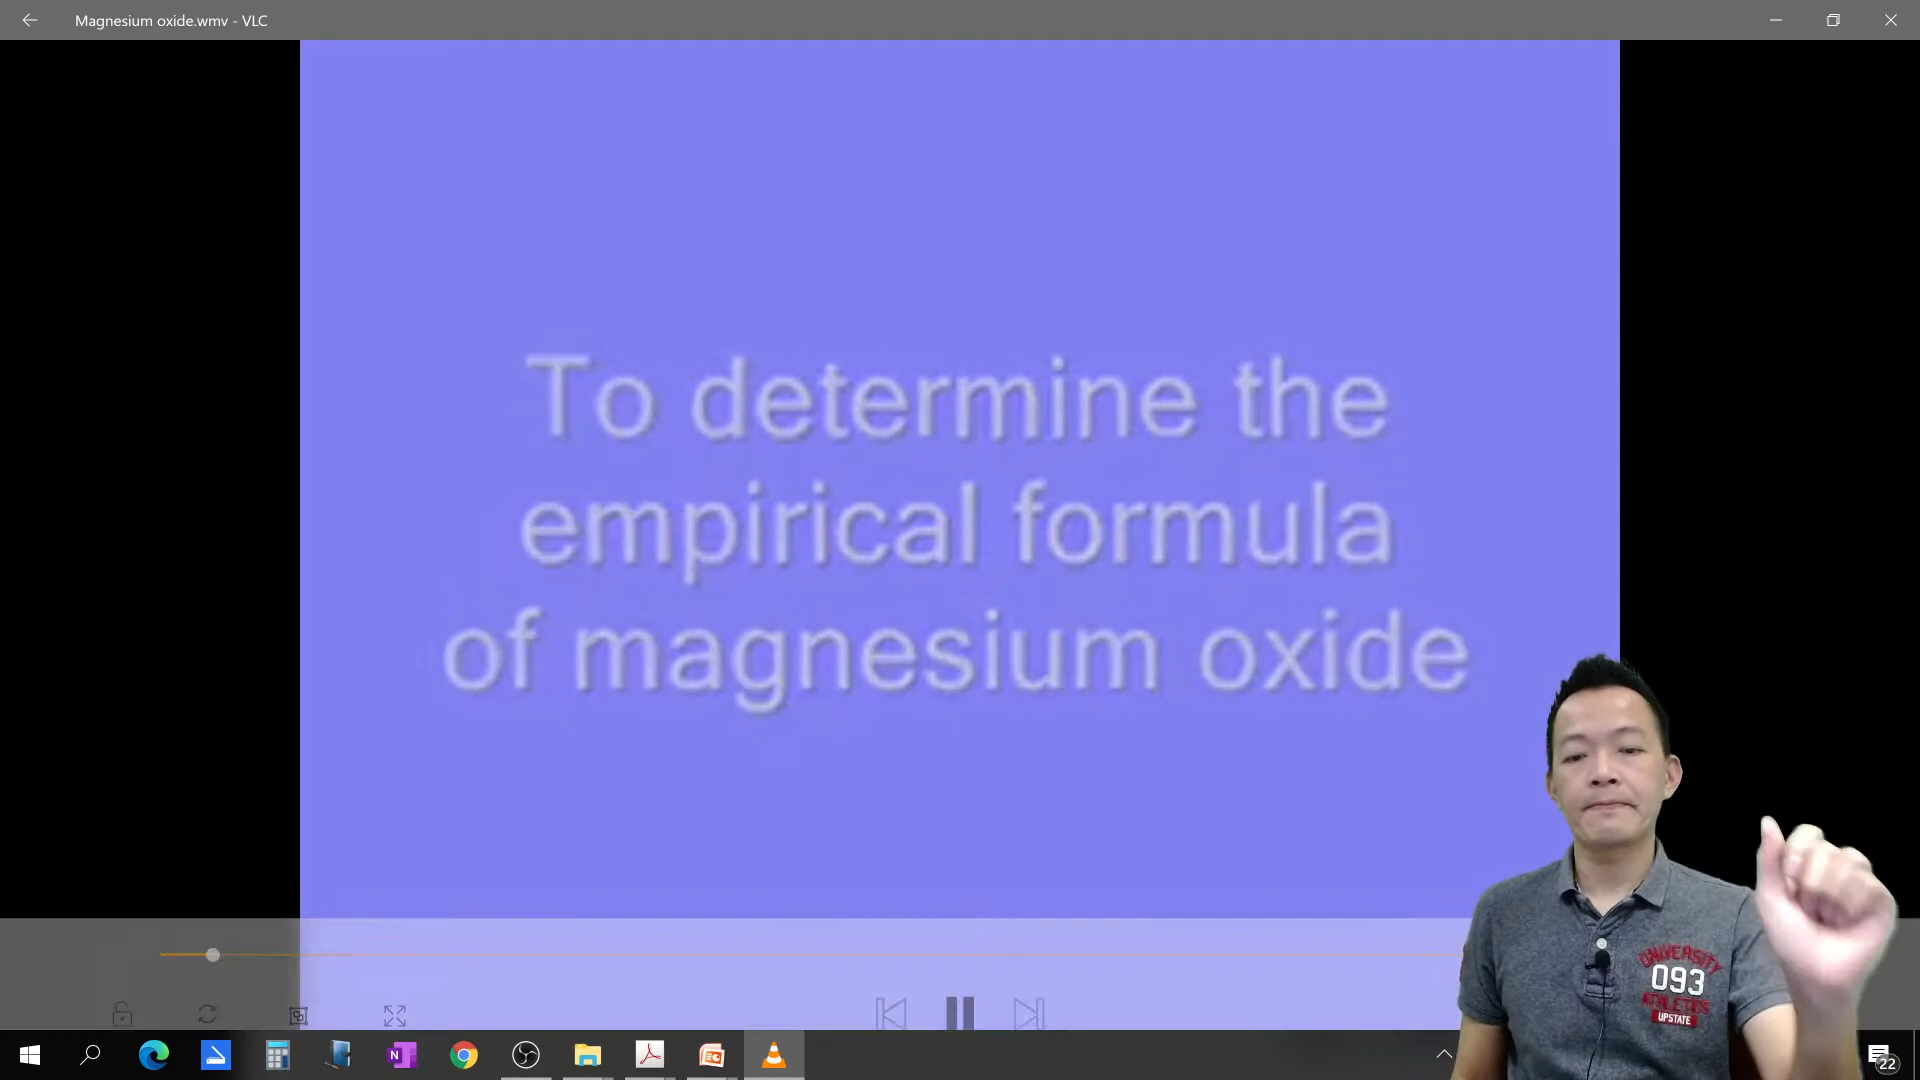 Magnesium oxide.wmv - VLC
To determine the
empirical formula
of magnesium oxide
UNIVERSITY
093
ATHLETICS
UPSTATE
N
22